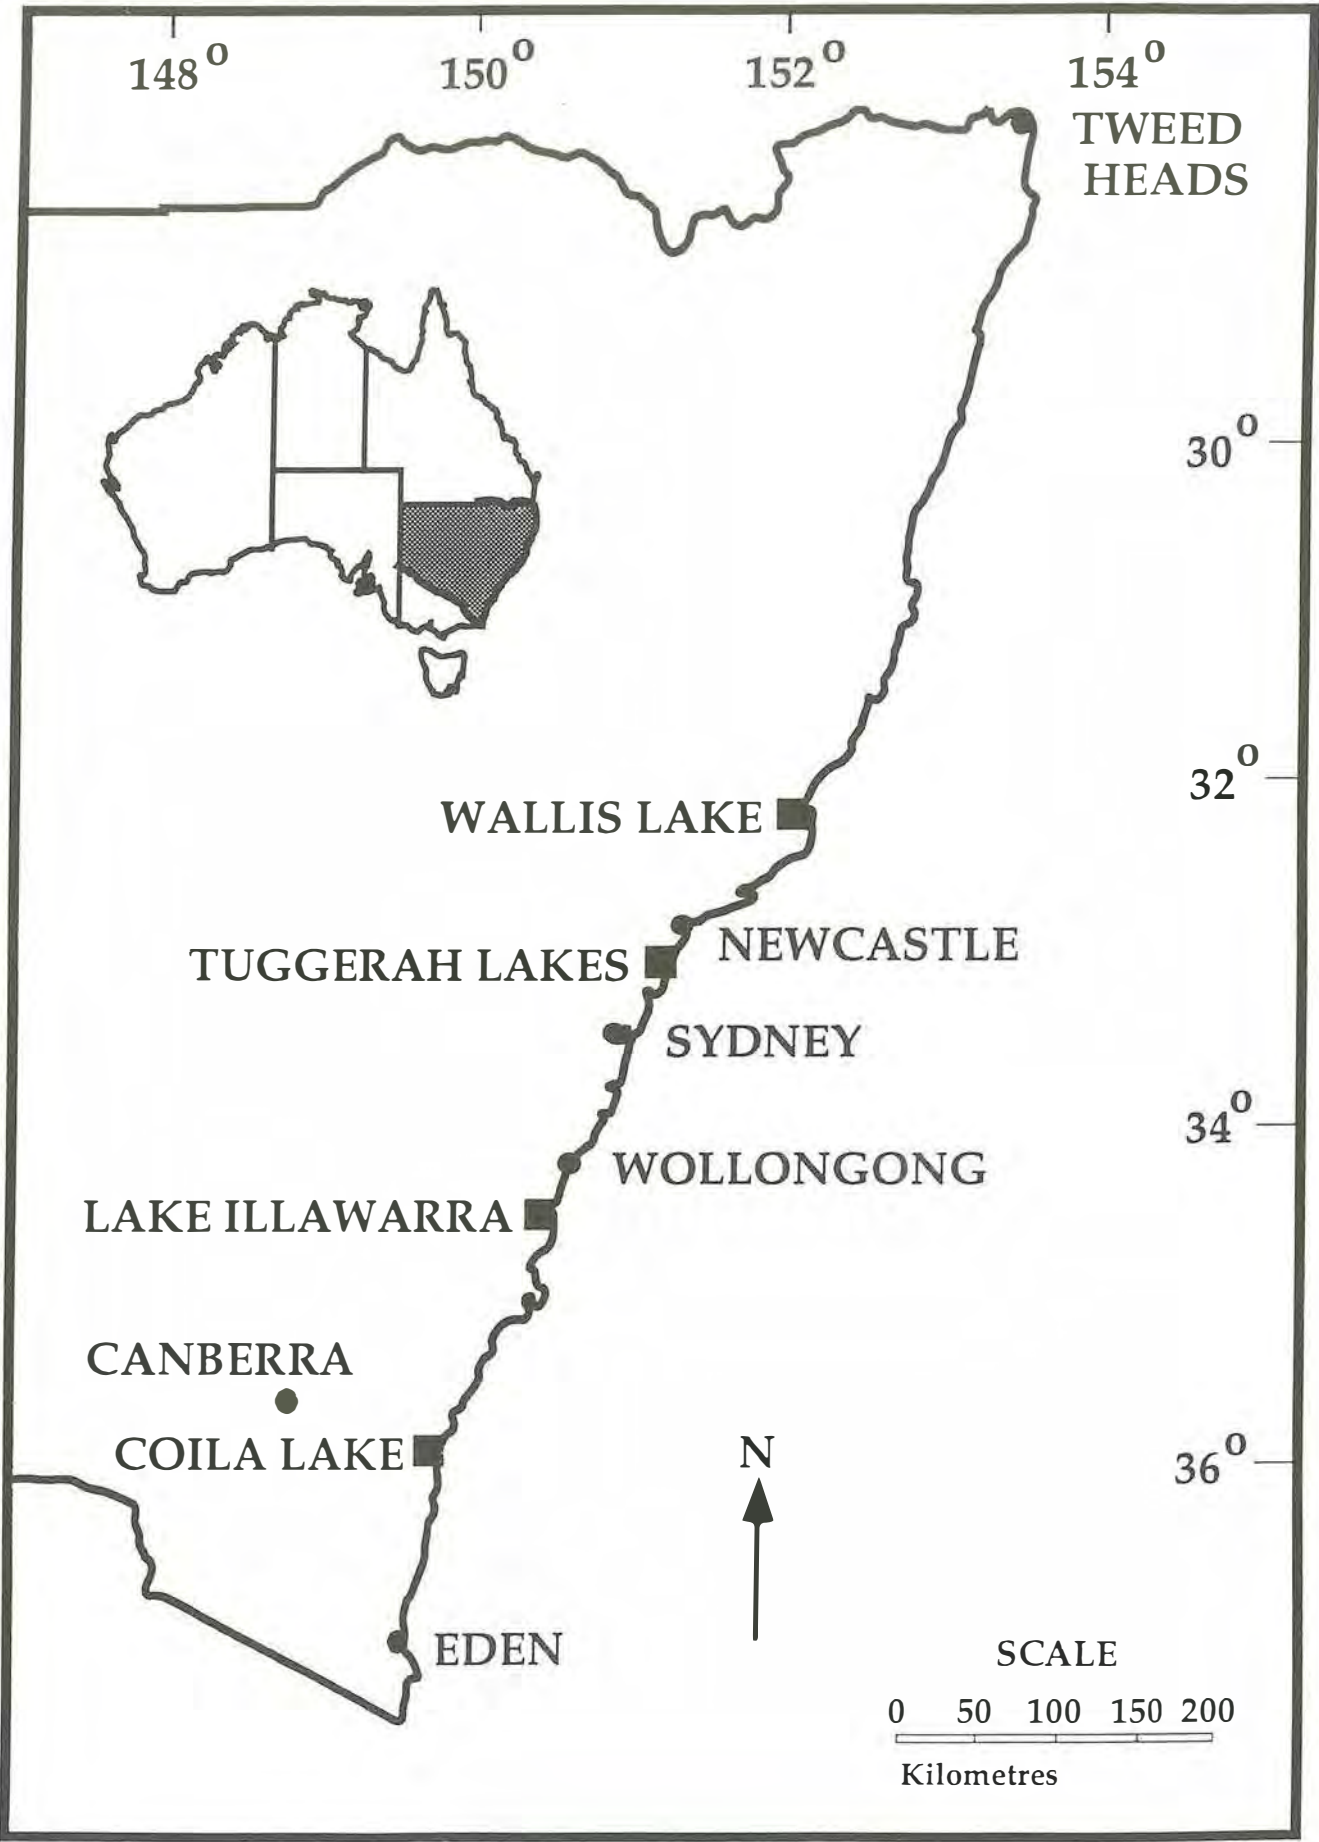 148° 150° 152° 154°
TWEED
HEADS
30°
32°
WALLIS LAKE
NEWCASTLE
TUGGERAH LAKES
SYDNEY
34°
WOLLONGONG
LAKE ILLAWARRA
CANBERRA
COILA LAKE
N
36°
EDEN
SCALE
0 50 100 150 200
Kilometres